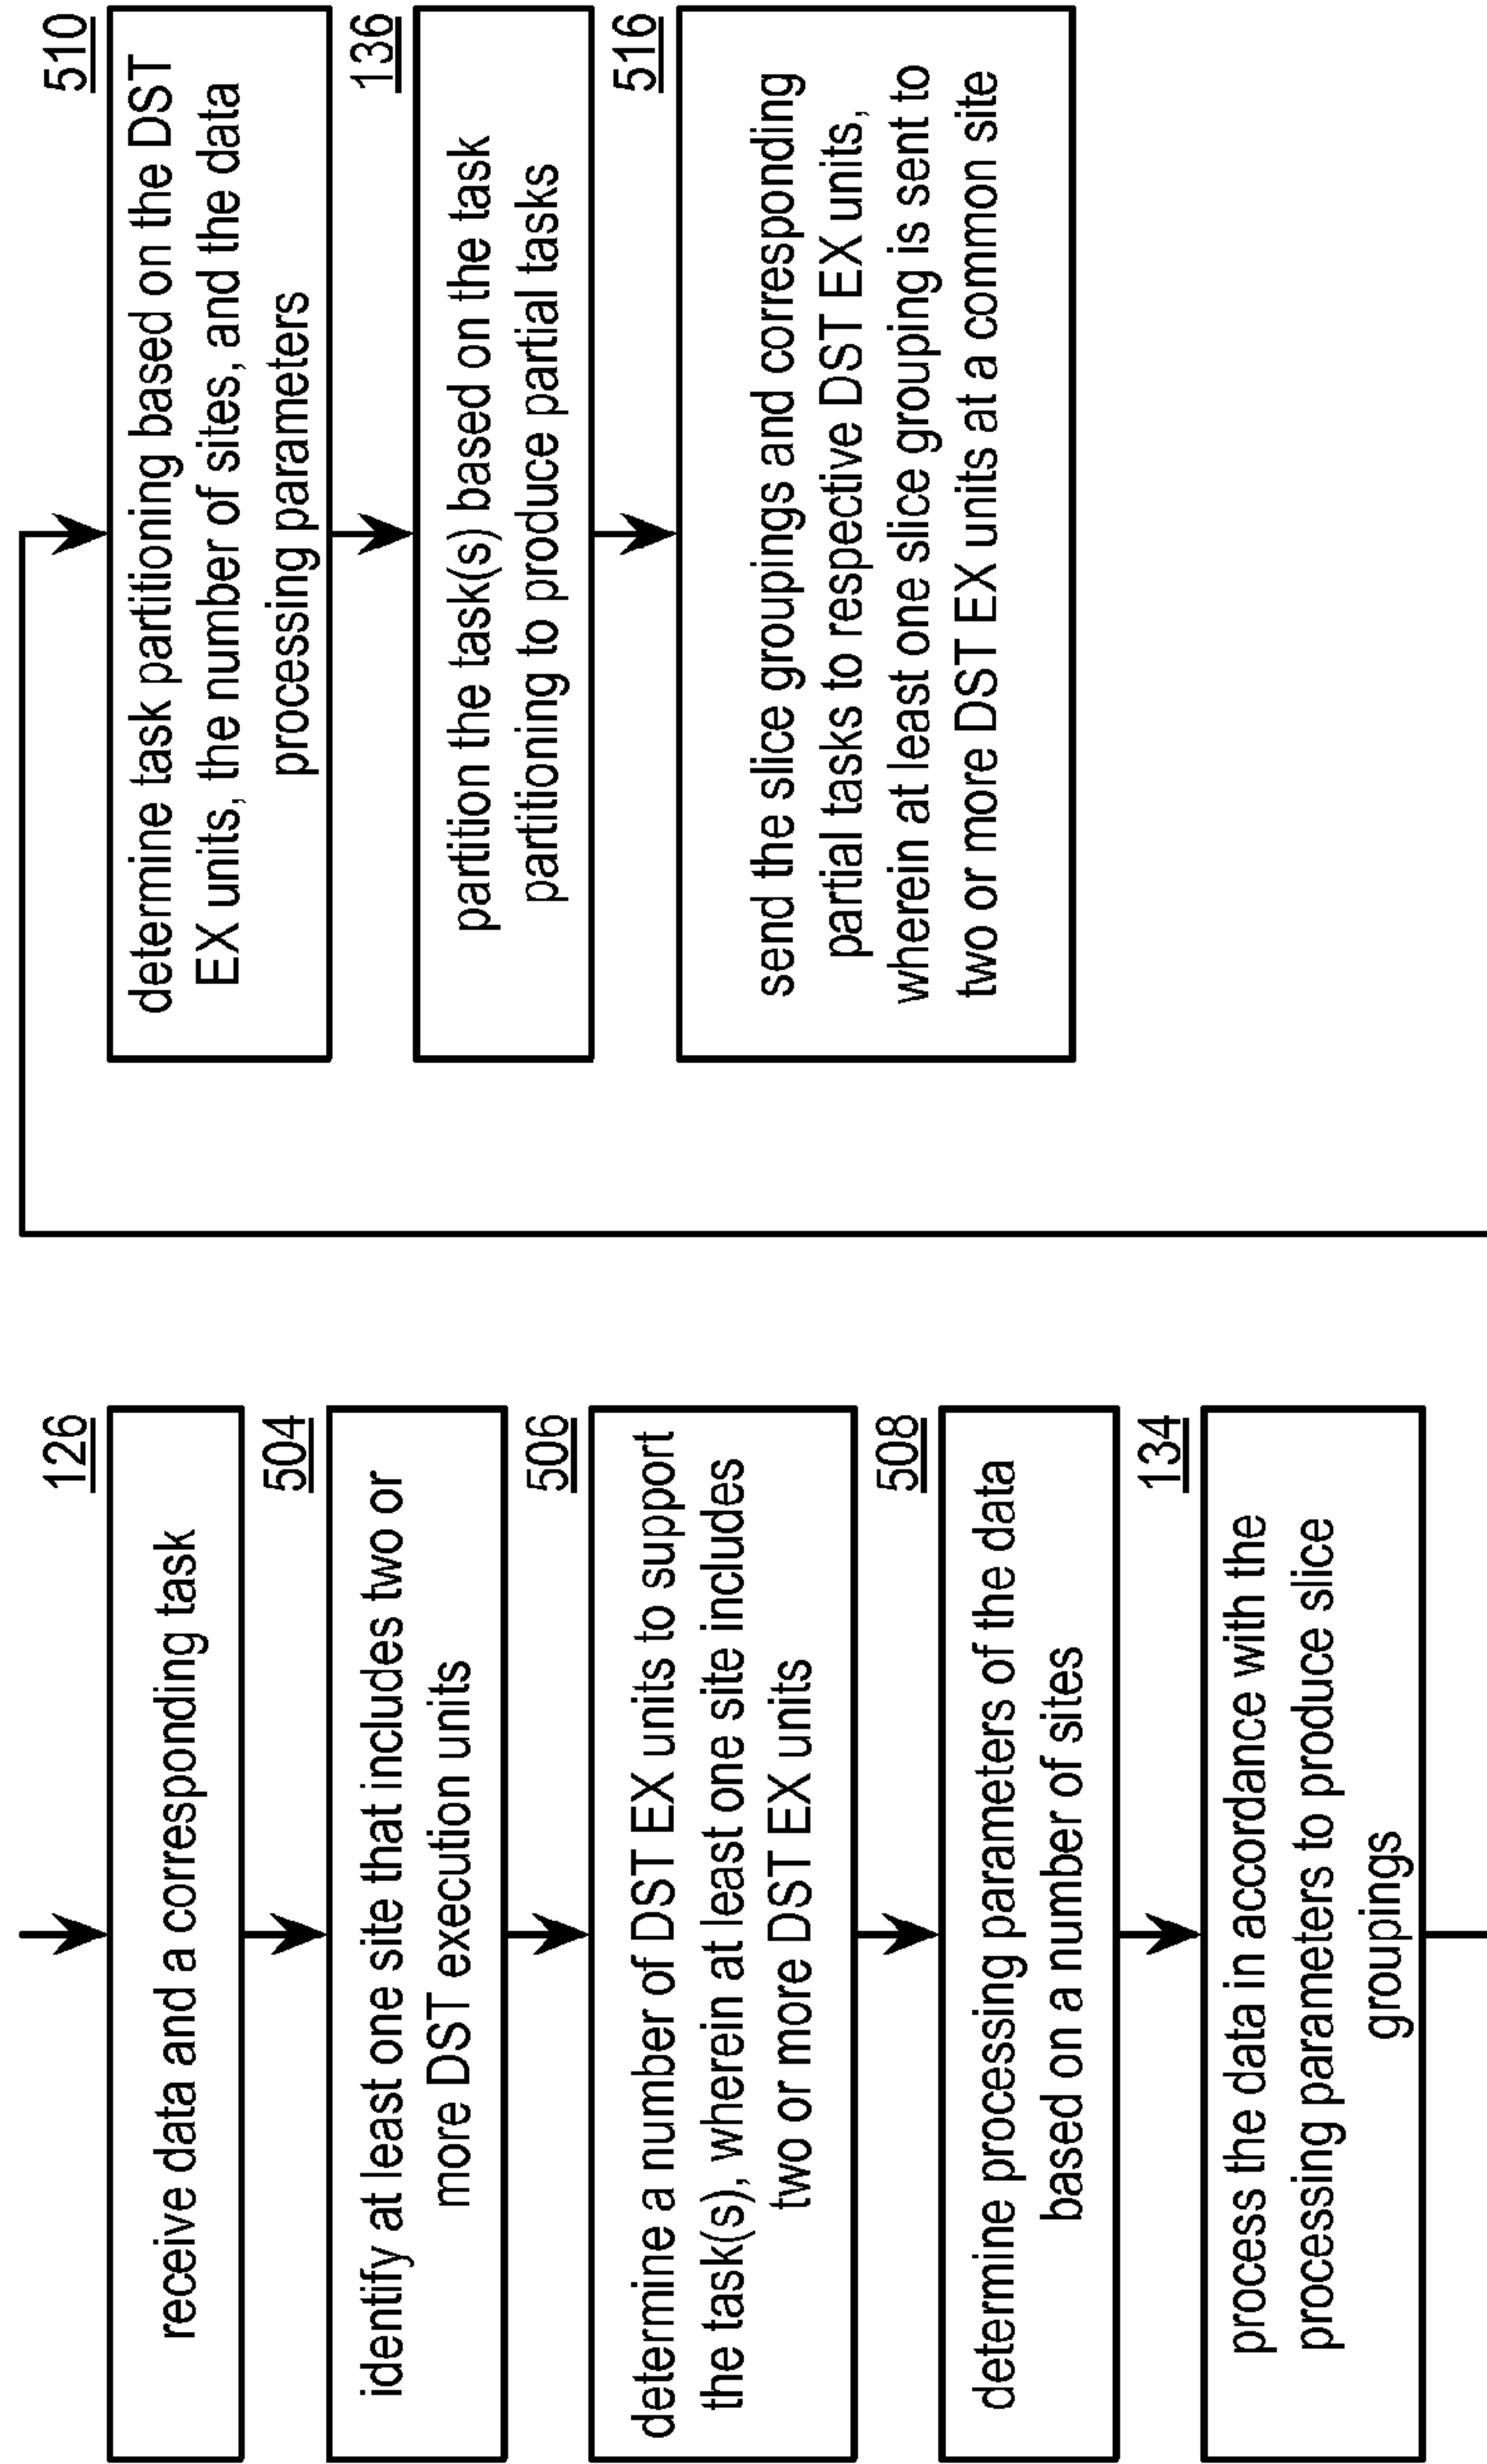 126
receive data and a corresponding task
504
identify at least one site that includes two or
more DST execution units
506
determine a number of DST EX units to support
the task(s), wherein at least one site includes
two or more DST EX units
508
determine processing parameters of the data
based on a number of sites
134
process the data in accordance with the
processing parameters to produce slice
groupings
510
determine task partitioning based on the DST
EX units, the number of sites, and the data
processing parameters
136
partition the task(s) based on the task
partitioning to produce partial tasks
516
send the slice groupings and corresponding
partial tasks to respective DST EX units,
wherein at least one slice grouping is sent to
two or more DST EX units at a common site